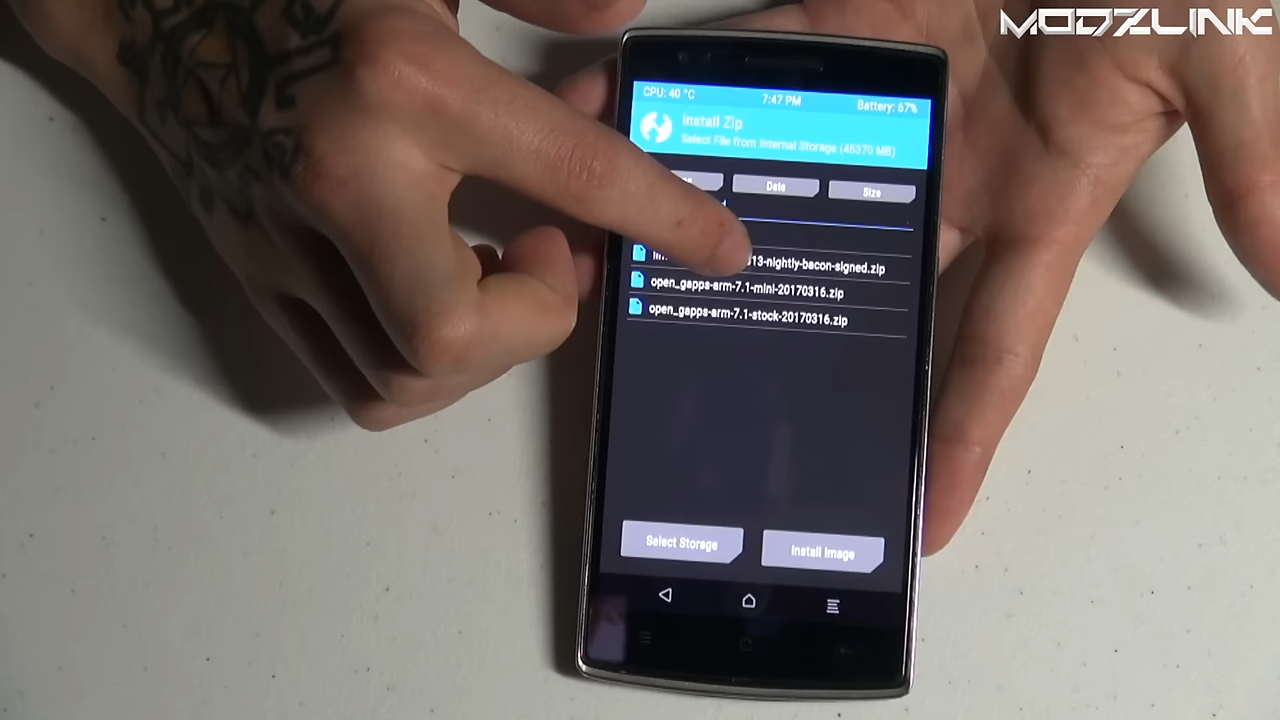 MODZLINK
CPU: 40 °C 7:47 PM Battery: 67%
Install Zip
Select File from Internal Storage (45370 MB)
Date Size
13-nightly-bacon-signed.zip
open_gapps-arm-7.1-mini-20170316.zip
open_gapps-arm-7.1-stock-20170316.zip
Select Storage Install Image